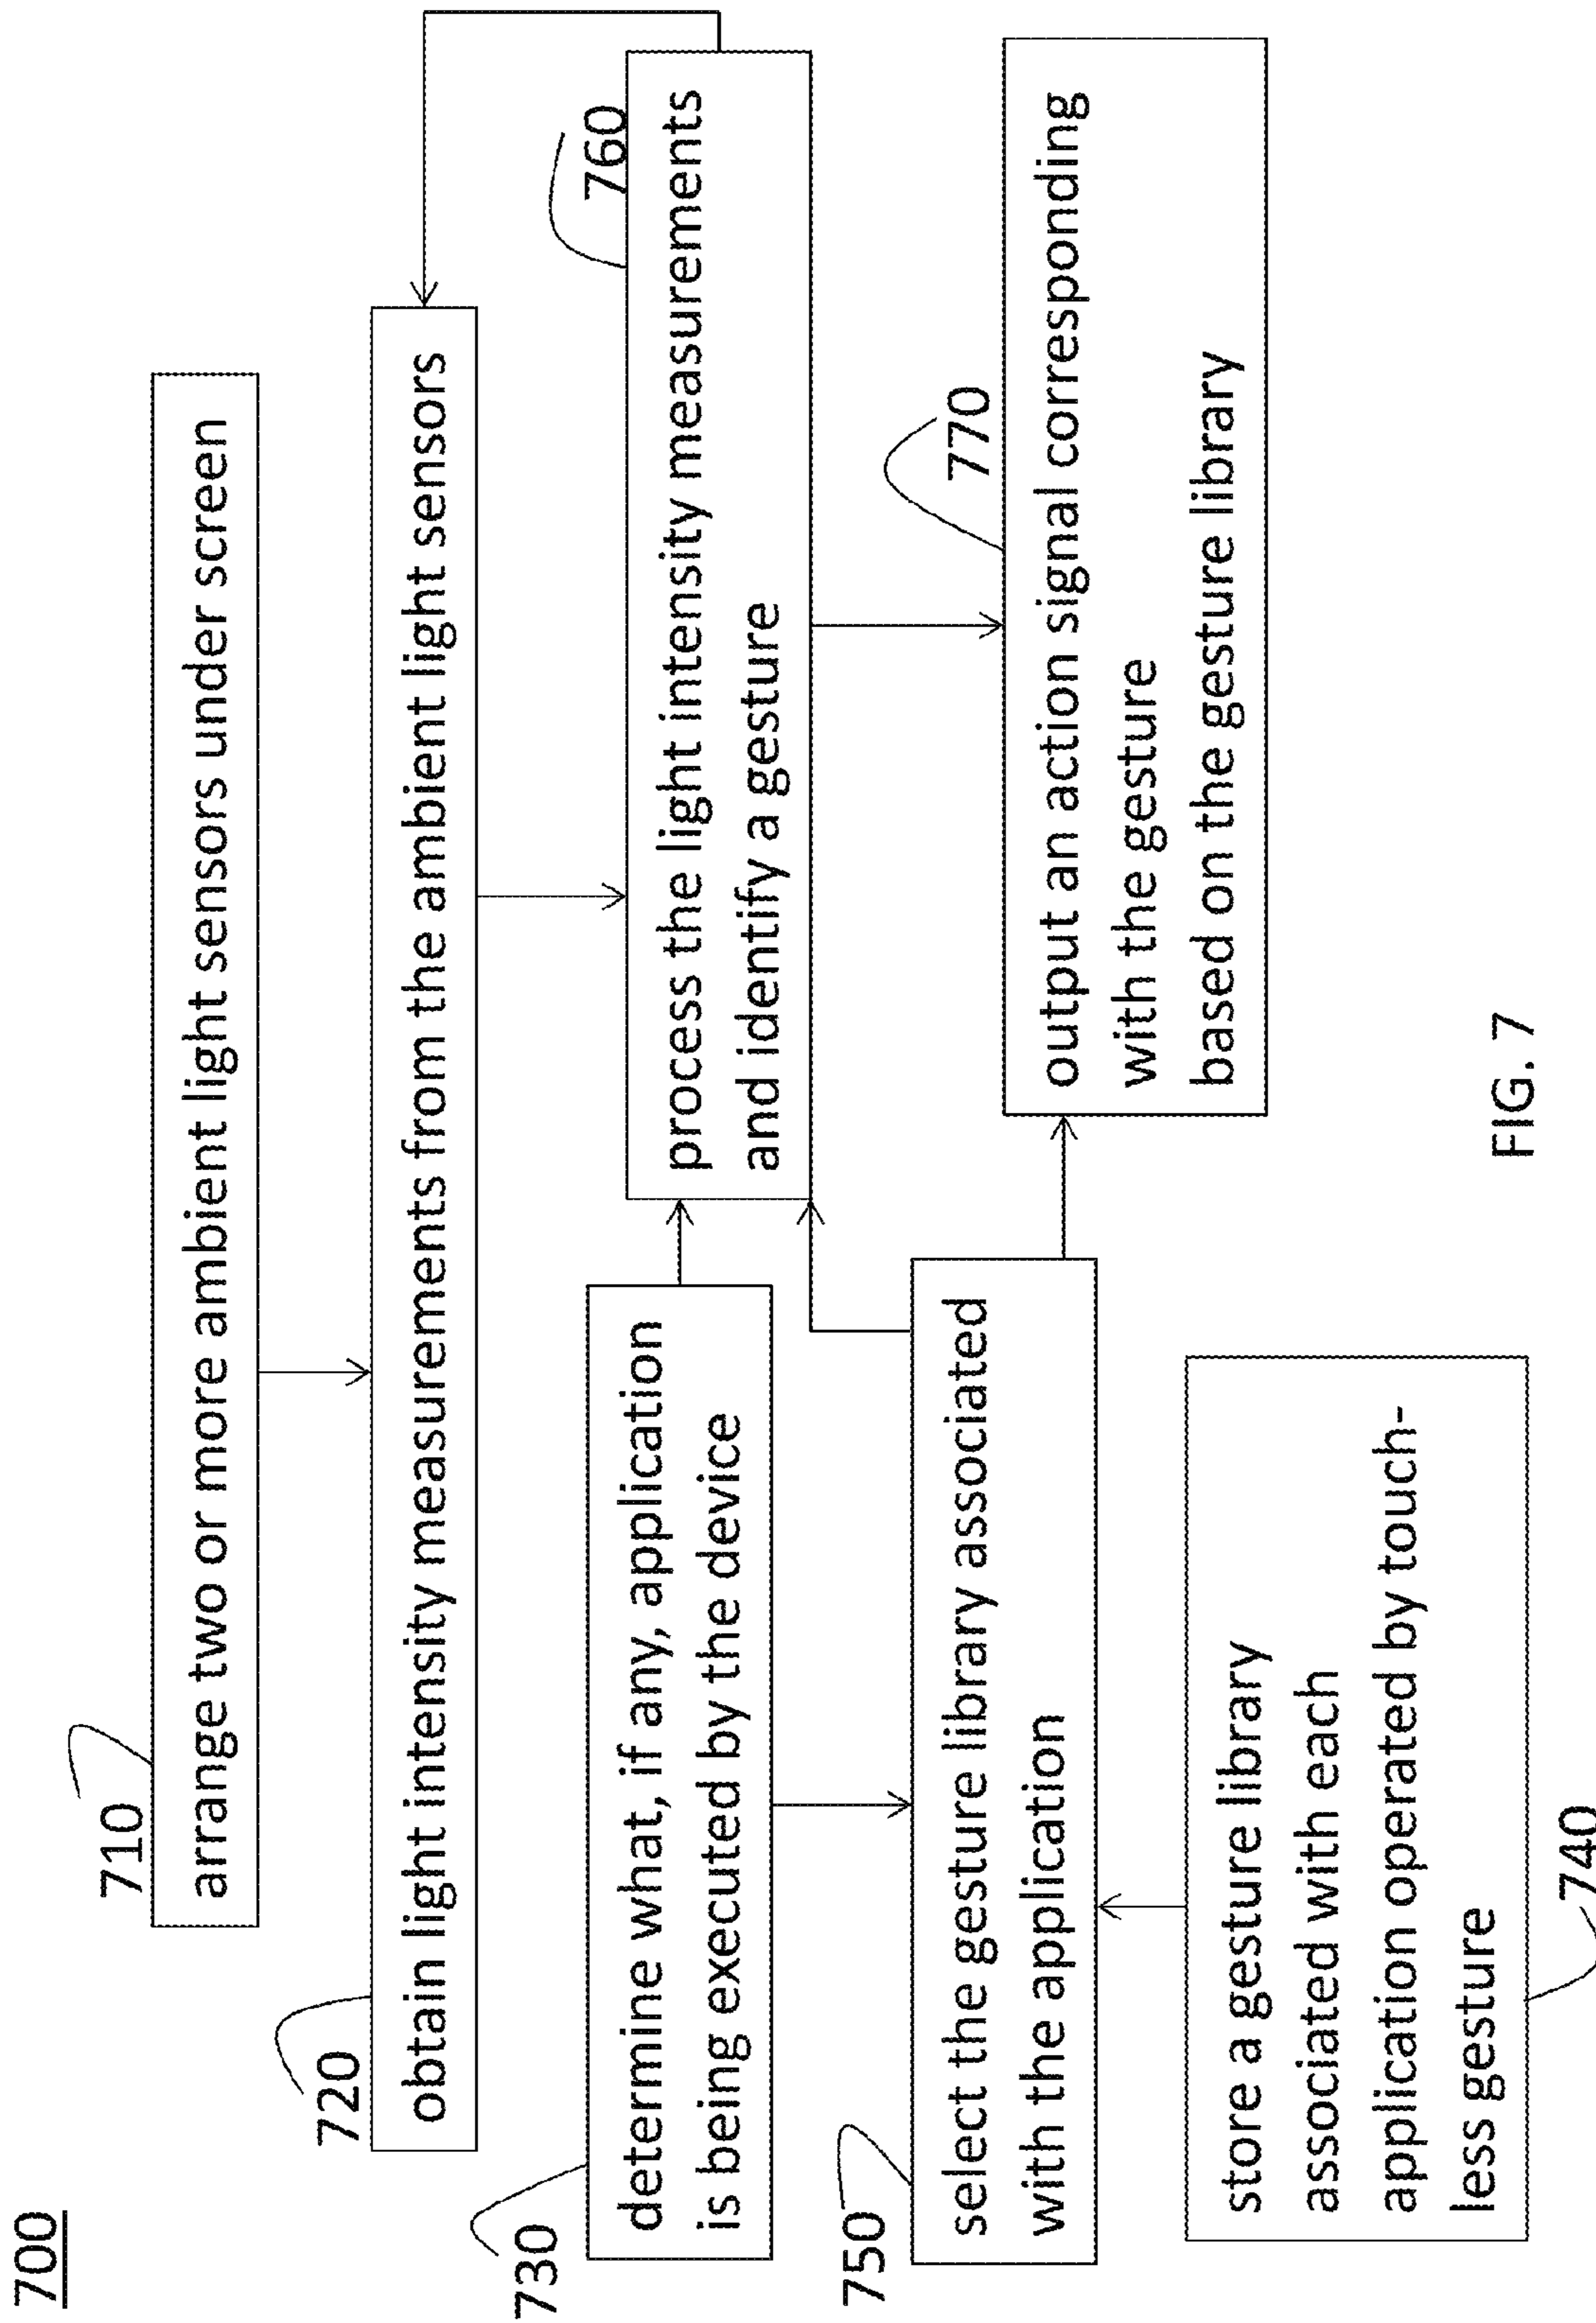 700
710
arrange two or more ambient light sensors under screen
720
obtain light intensity measurements from the ambient light sensors
730
determine what, if any, application
is being executed by the device
760
process the light intensity measurements
and identify a gesture
750
select the gesture library associated
with the application
770
output an action signal corresponding
with the gesture
based on the gesture library
store a gesture library
associated with each
application operated by touch-
less gesture
740
FIG. 7